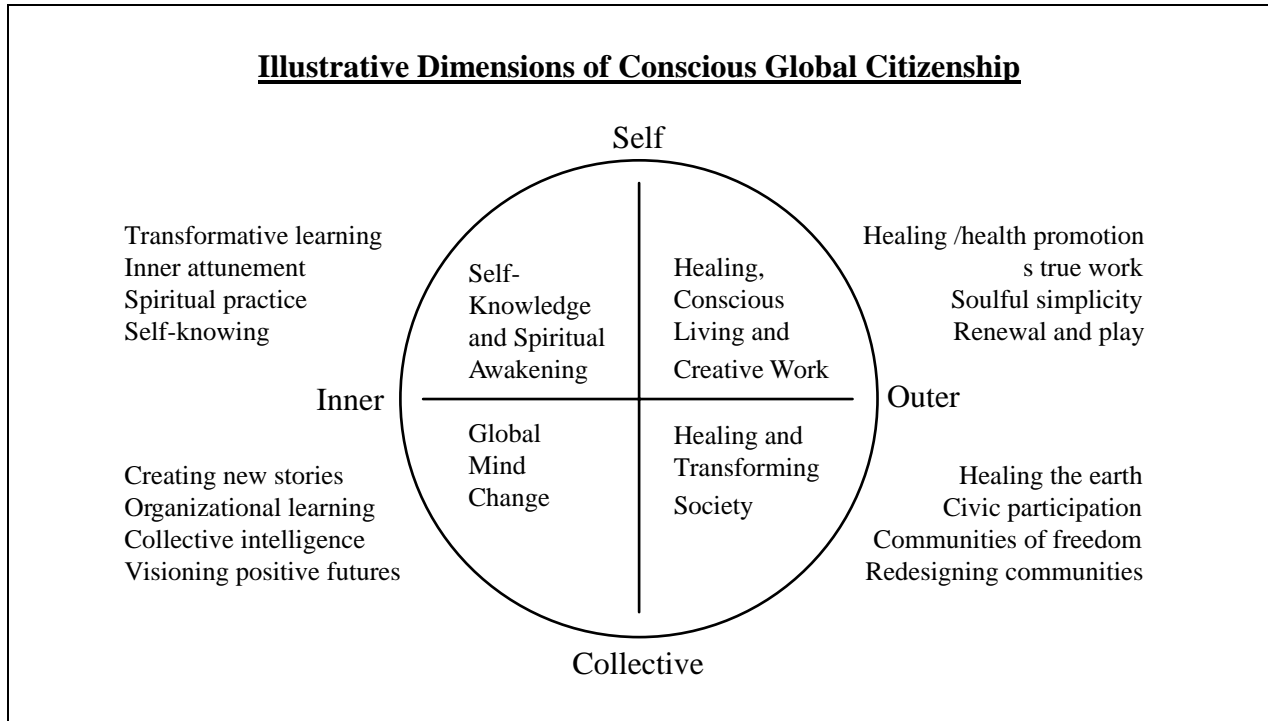 Illustrative Dimensions of Conscious Global Citizenship
Self
Transformative learning
Inner attunement
Spiritual practice
Self-knowing
Self-
Knowledge
and Spiritual
Awakening
Healing,
Conscious
Living and
Creative Work
Healing /health promotion
s true work
Soulful simplicity
Renewal and play
Inner
Outer
Creating new stories
Organizational learning
Collective intelligence
Visioning positive futures
Global
Mind
Change
Healing and
Transforming
Society
Healing the earth
Civic participation
Communities of freedom
Redesigning communities
Collective